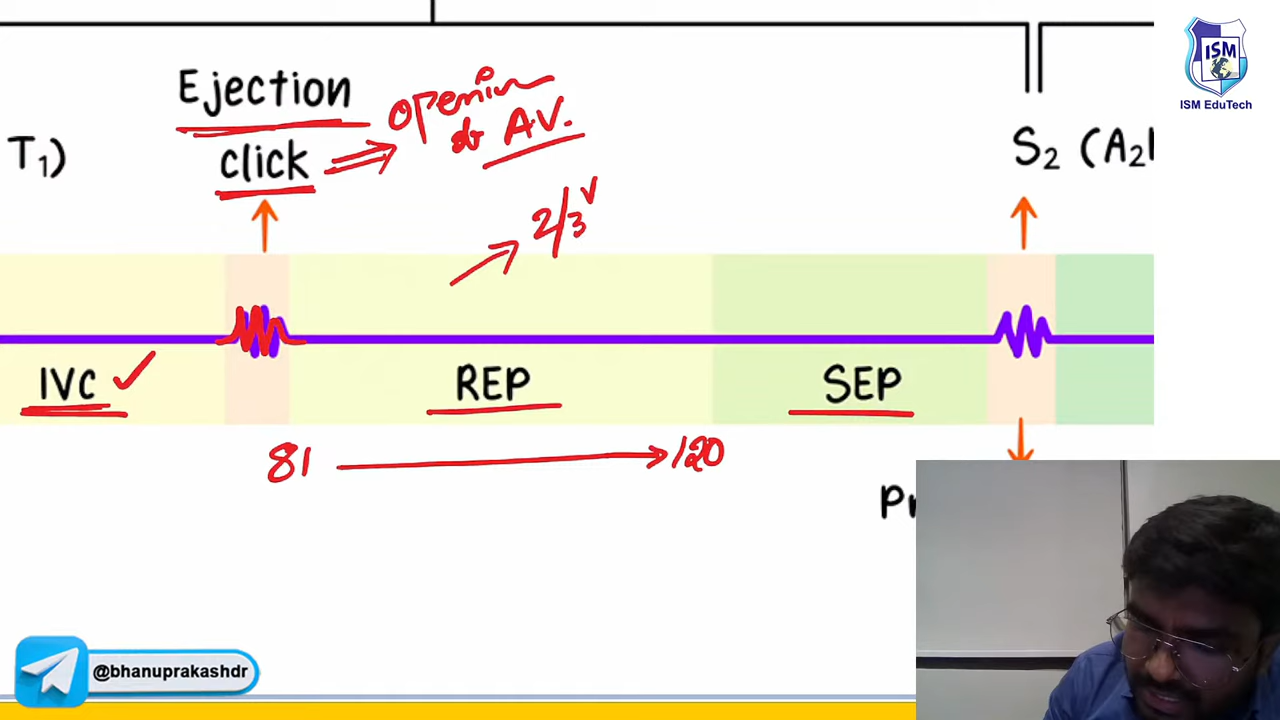 ISM
ISM EduTech
Ejection
click
opening
of AV.
T₁)
S₂ (A₂
2/3
IVC
REP
SEP
81
120
@bhanuprakashdr